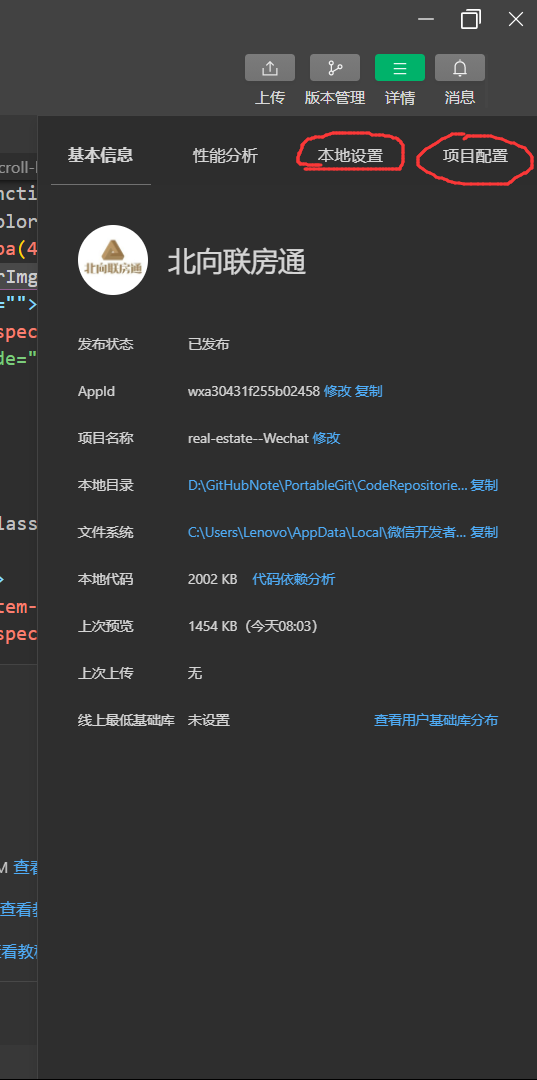 上传 版本管理 详情 消息
基本信息 性能分析 本地设置 项目配置
croll-
ncti
olor
pa(4
rImg
="">
spec
de="
lass
>
tem-
spec
M 查看
查看教
查看教程
北向联房通
北向联房通
发布状态 已发布
AppId wxa30431f255b02458 修改 复制
项目名称 real-estate--Wechat 修改
本地目录 D:\GitHubNote\PortableGit\CodeRepositorie... 复制
文件系统 C:\Users\Lenovo\AppData\Local\微信开发者... 复制
本地代码 2002 KB 代码依赖分析
上次预览 1454 KB（今天08:03）
上次上传 无
线上最低基础库 未设置 查看用户基础库分布